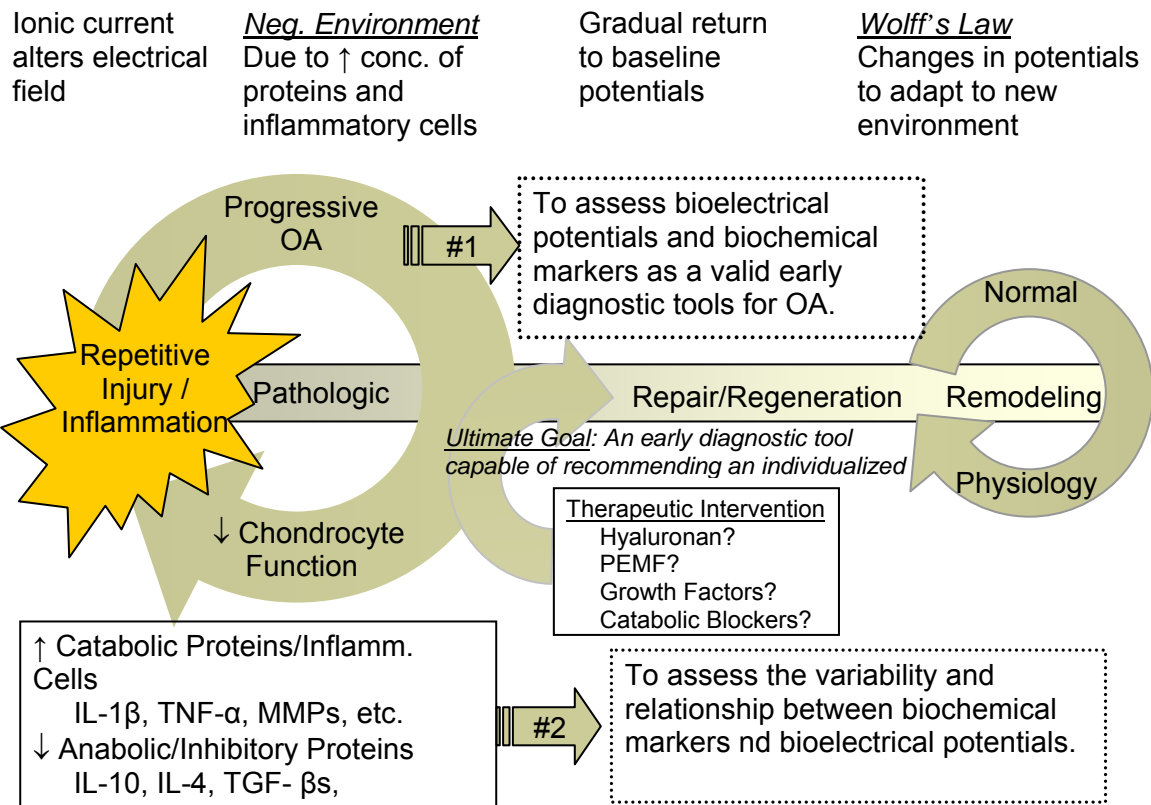 Ionic current
alters electrical
field
Neg. Environment
Due to ↑ conc. of
proteins and
inflammatory cells
Gradual return
to baseline
potentials
Wolff's Law
Changes in potentials
to adapt to new
environment
Progressive
OA
#1
To assess bioelectrical
potentials and biochemical
markers as a valid early
diagnostic tools for OA.
Normal
Repetitive
Injury /
Inflammation
Pathologic
Repair/Regeneration
Remodeling
Ultimate Goal: An early diagnostic tool
capable of recommending an individualized
Physiology
↓ Chondrocyte
Function
Therapeutic Intervention
Hyaluronan?
PEMF?
Growth Factors?
Catabolic Blockers?
↑ Catabolic Proteins/Inflamm.
Cells
IL-1β, TNF-α, MMPs, etc.
↓ Anabolic/Inhibitory Proteins
IL-10, IL-4, TGF- βs,
#2
To assess the variability and
relationship between biochemical
markers nd bioelectrical potentials.